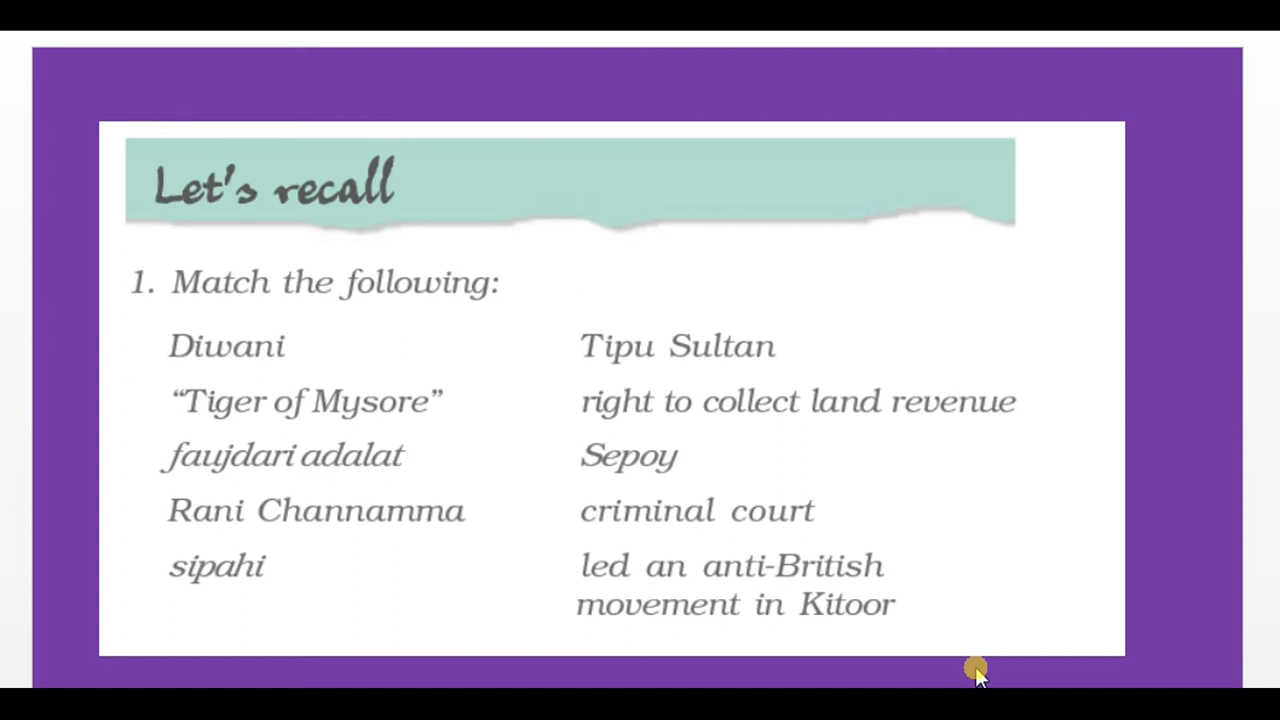 Let's recall
1. Match the following:
Diwani Tipu Sultan
“Tiger of Mysore” right to collect land revenue
faujdari adalat Sepoy
Rani Channamma criminal court
sipahi led an anti-British
movement in Kitoor